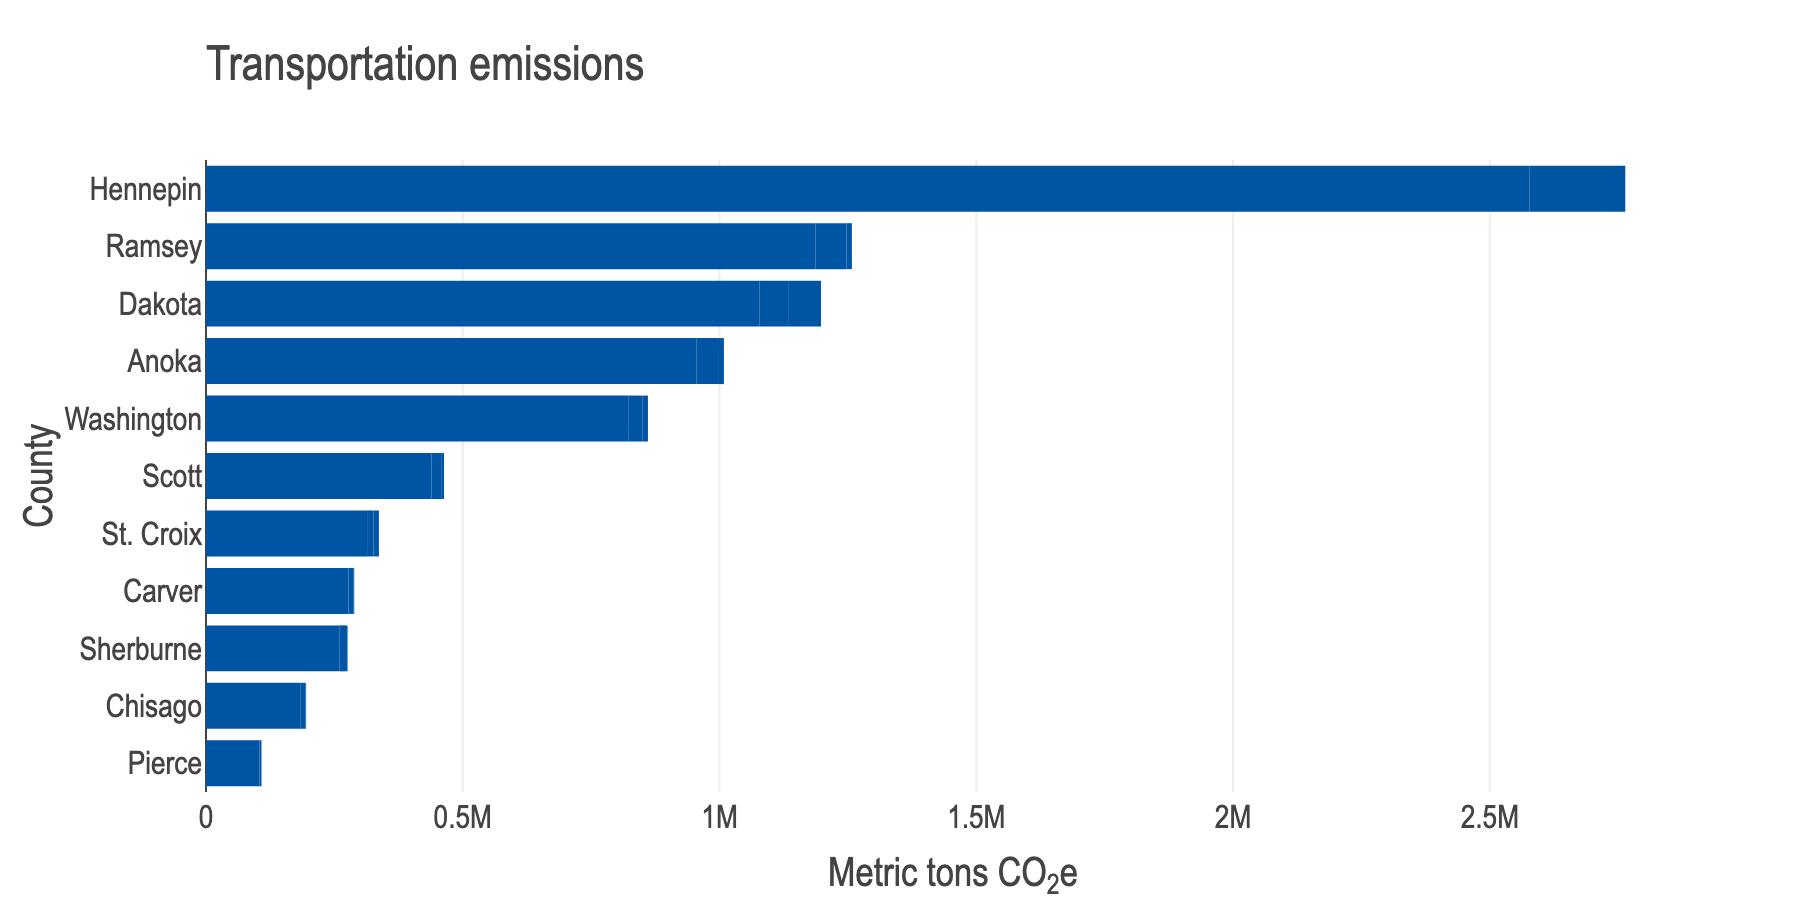 Transportation emissions
Hennepin
Ramsey
Dakota
Anoka
Washington
Scott
St. Croix
Carver
Sherburne
Chisago
Pierce
County
0 0.5M 1M 1.5M 2M 2.5M
Metric tons CO₂e